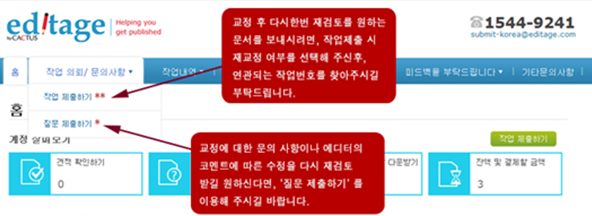 editage
by CACTUS
Helping you
get published
1544-9241
submit-korea@editage.com
교정 후 다시한번 재검토를 원하는
문서를 보내시려면, 작업제출 시
재교정 여부를 선택해 주신후,
연관되는 작업번호를 찾아주시길
부탁드립니다.
홈
작업 의뢰/ 문의사항
작업내역
피드백을 부탁드립니다
기타문의사항
작업 제출하기 **
질문 제출하기 *
홈
계정 살펴보기
작업 제출하기
견적 확인하기
0
교정에 대한 문의 사항이나 에디터의
코멘트에 따른 수정을 다시 재검토
받길 원하신다면, '질문 제출하기' 를
이용해 주시길 바랍니다.
다운받기
잔액 및 결제할 금액
3